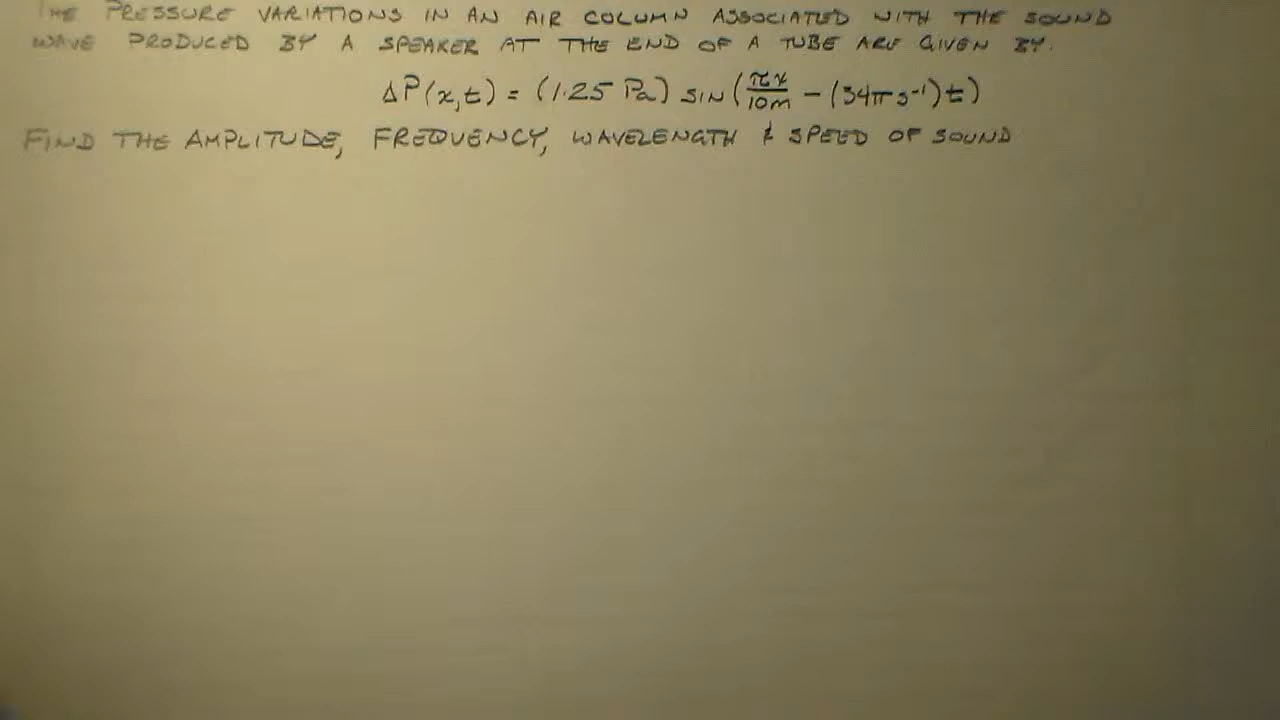 THE PRESSURE VARIATIONS IN AN AIR COLUMN ASSOCIATED WITH THE SOUND
WAVE PRODUCED BY A SPEAKER AT THE END OF A TUBE ARE GIVEN BY.
ΔP(x,t) = (1.25 Pa) SIN(πx/10m − (34π s⁻¹)t)
FIND THE AMPLITUDE, FREQUENCY, WAVELENGTH & SPEED OF SOUND